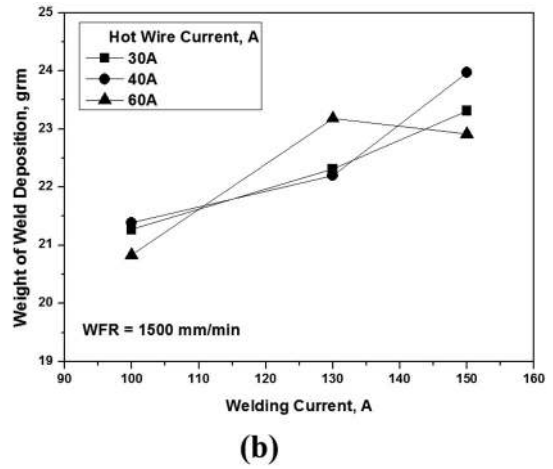 Hot Wire Current, A
30A
40A
60A
Weight of Weld Deposition, grm
25
24
23
22
21
20
19
WFR = 1500 mm/min
90 100 110 120 130 140 150 160
Welding Current, A
(b)